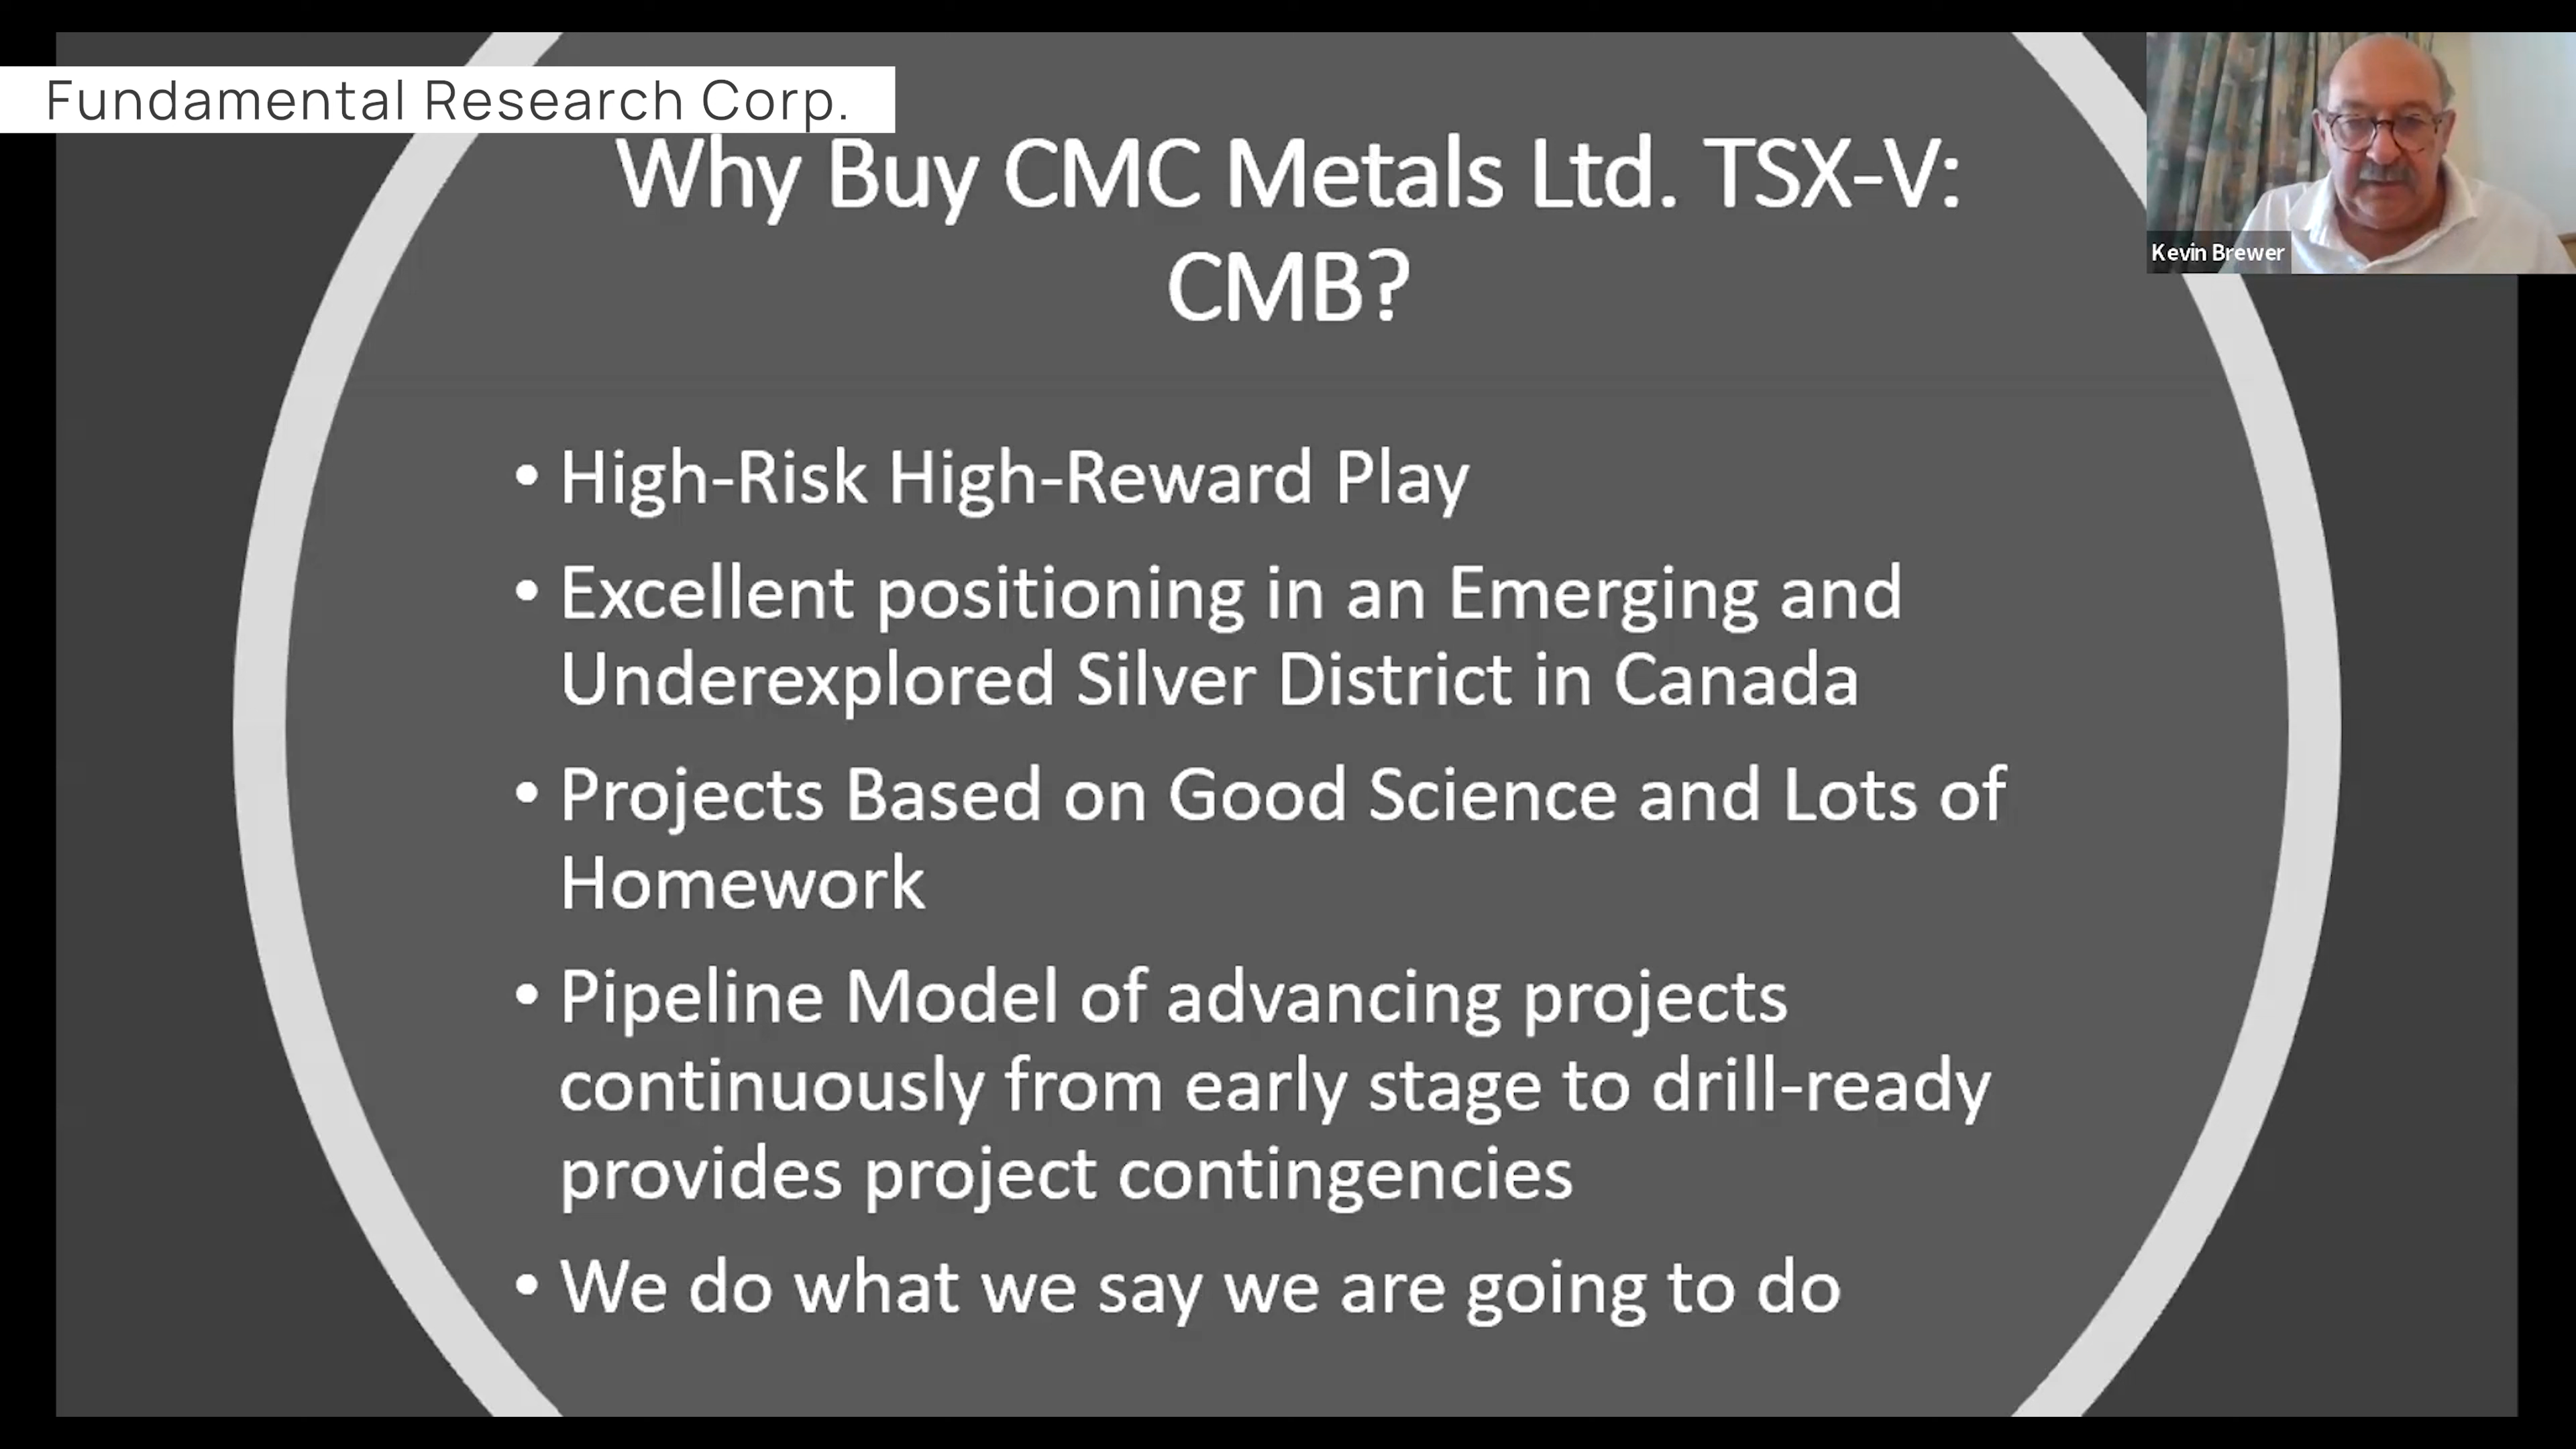 Fundamental Research Corp.
Why Buy CMC Metals Ltd. TSX-V:
CMB?
Kevin Brewer
• High-Risk High-Reward Play
• Excellent positioning in an Emerging and
Underexplored Silver District in Canada
• Projects Based on Good Science and Lots of
Homework
• Pipeline Model of advancing projects
continuously from early stage to drill-ready
provides project contingencies
• We do what we say we are going to do